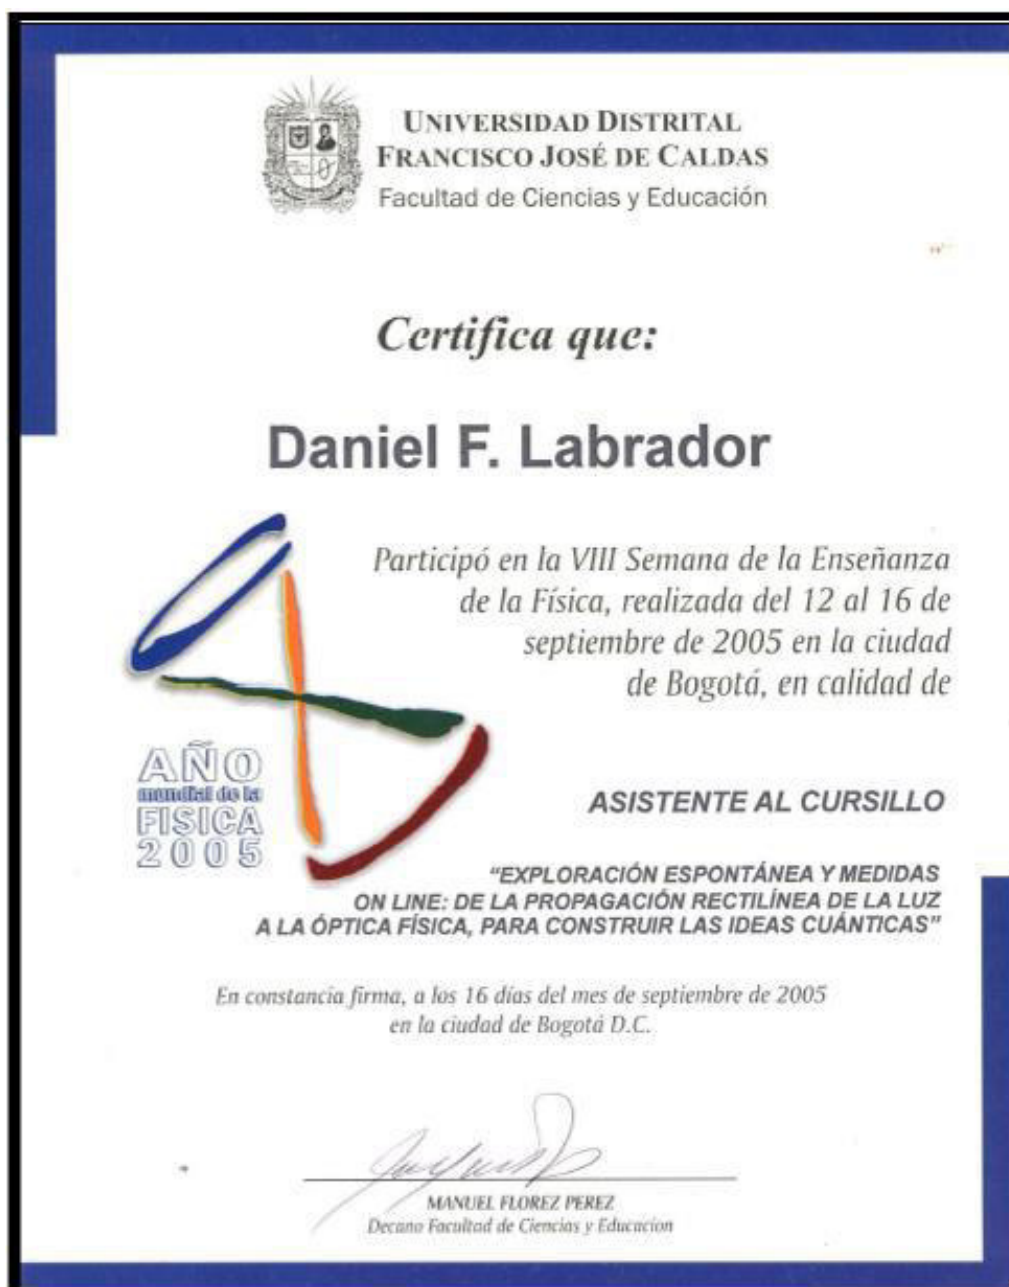 UNIVERSIDAD DISTRITAL
FRANCISCO JOSÉ DE CALDAS
Facultad de Ciencias y Educación
Certifica que:
Daniel F. Labrador
Participó en la VIII Semana de la Enseñanza
de la Física, realizada del 12 al 16 de
septiembre de 2005 en la ciudad
de Bogotá, en calidad de
AÑO
mundial de la
FISICA
2005
ASISTENTE AL CURSILLO
"EXPLORACIÓN ESPONTÁNEA Y MEDIDAS
ON LINE: DE LA PROPAGACIÓN RECTILÍNEA DE LA LUZ
A LA ÓPTICA FÍSICA, PARA CONSTRUIR LAS IDEAS CUÁNTICAS"
En constancia firma, a los 16 días del mes de septiembre de 2005
en la ciudad de Bogotá D.C.
MANUEL FLOREZ PEREZ
Decano Facultad de Ciencias y Educacion